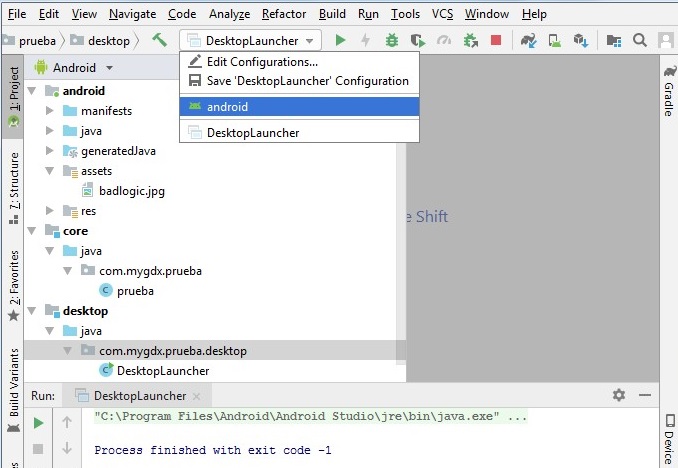 File Edit View Navigate Code Analyze Refactor Build Run Tools VCS Window Help
prueba desktop DesktopLauncher
Edit Configurations...
Save 'DesktopLauncher' Configuration
android
DesktopLauncher
1: Project
7: Structure
2: Favorites
Build Variants
Android
android
manifests
java
generatedJava
assets
badlogic.jpg
res
core
java
com.mygdx.prueba
prueba
desktop
java
com.mygdx.prueba.desktop
DesktopLauncher
e Shift
Gradle
Device
Run: DesktopLauncher
"C:\Program Files\Android\Android Studio\jre\bin\java.exe" ...
Process finished with exit code -1